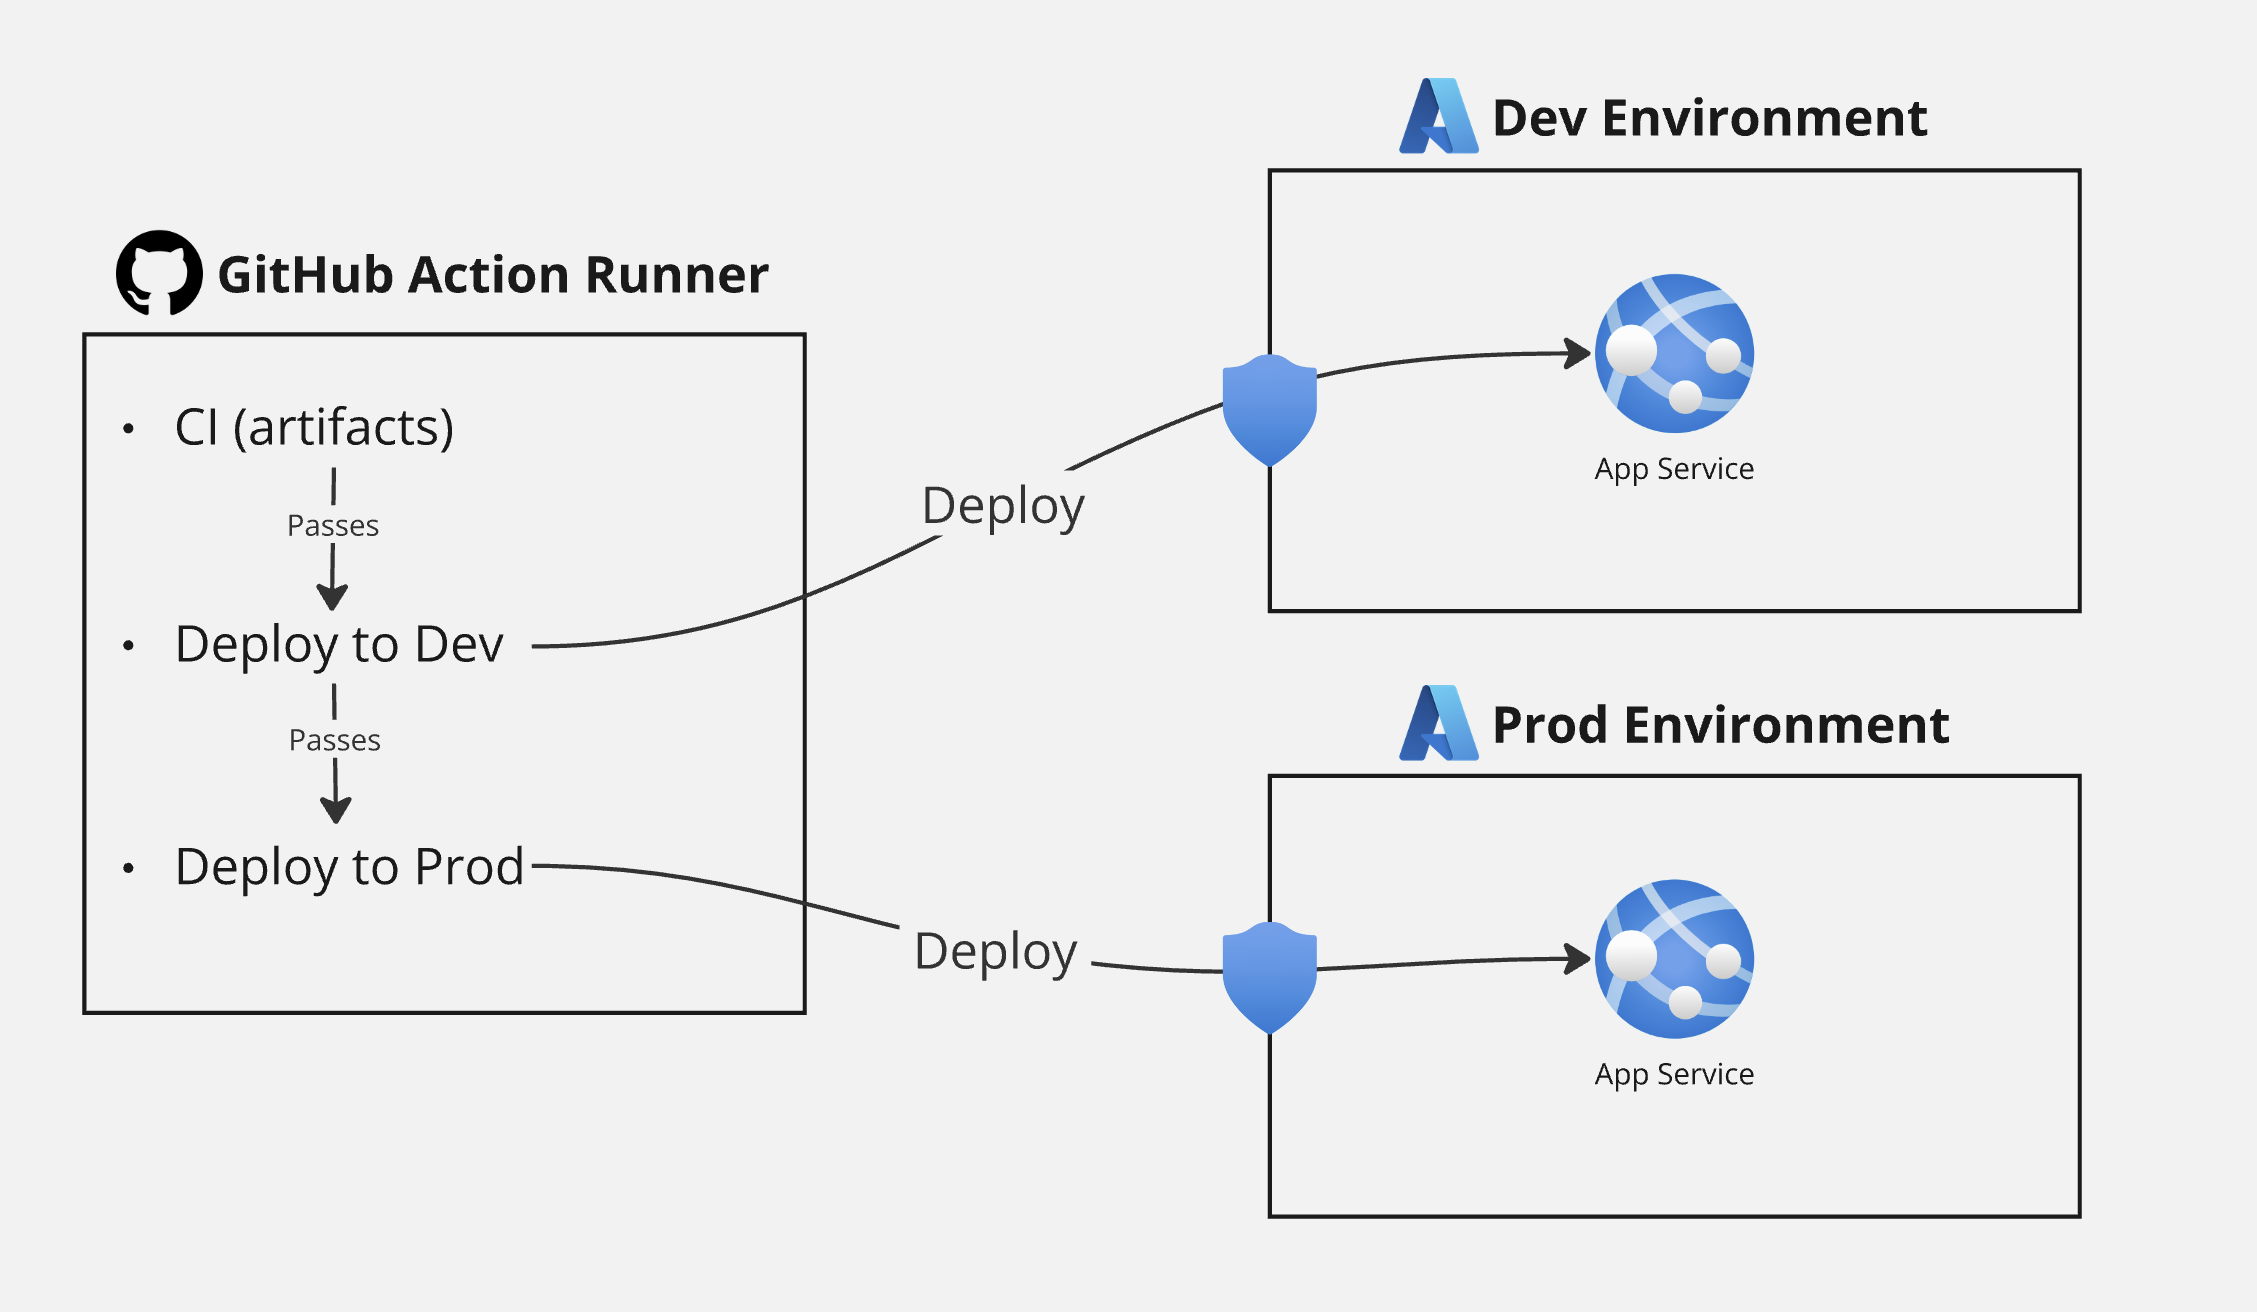 GitHub Action Runner
• CI (artifacts)
Passes
• Deploy to Dev
Passes
• Deploy to Prod
Deploy
Deploy
Dev Environment
App Service
Prod Environment
App Service